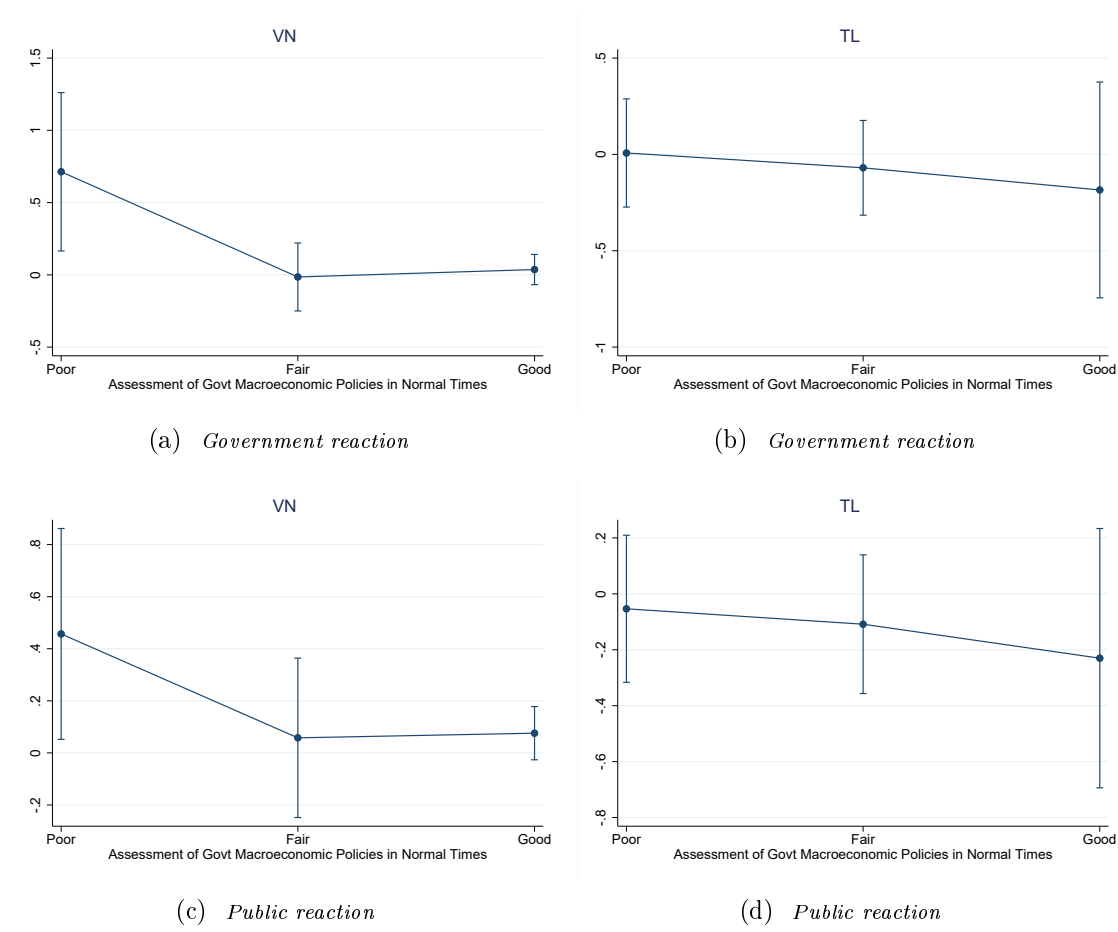 VN
1.5
1
.5
0
-.5
Poor
Fair
Good
Assessment of Govt Macroeconomic Policies in Normal Times
(a) Government reaction
TL
.5
0
-.5
-1
Poor
Fair
Good
Assessment of Govt Macroeconomic Policies in Normal Times
(b) Government reaction
VN
.8
.6
.4
.2
0
-.2
Poor
Fair
Good
Assessment of Govt Macroeconomic Policies in Normal Times
(c) Public reaction
TL
.2
0
-.2
-.4
-.6
-.8
Poor
Fair
Good
Assessment of Govt Macroeconomic Policies in Normal Times
(d) Public reaction